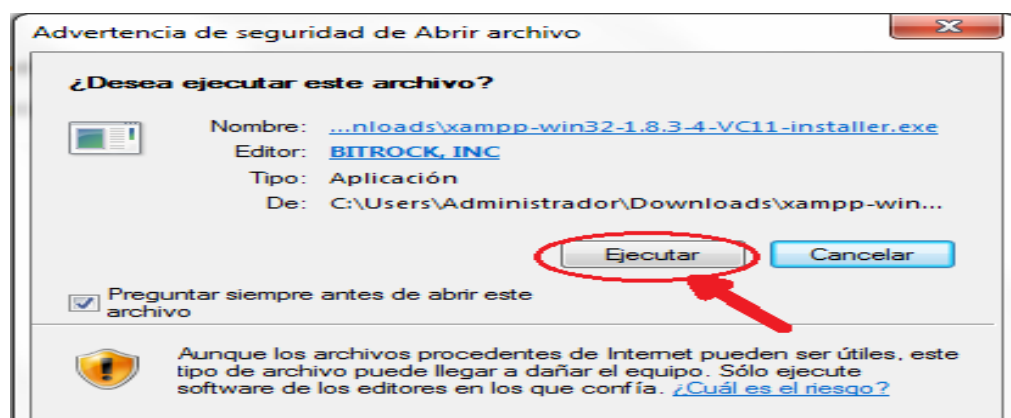 Advertencia de seguridad de Abrir archivo
¿Desea ejecutar este archivo?
Nombre: ...nloads\xampp-win32-1.8.3-4-VC11-installer.exe
Editor: BITROCK, INC
Tipo: Aplicación
De: C:\Users\Administrador\Downloads\xampp-win...
Ejecutar Cancelar
Preguntar siempre antes de abrir este
archivo
Aunque los archivos procedentes de Internet pueden ser útiles, este
tipo de archivo puede llegar a dañar el equipo. Sólo ejecute
software de los editores en los que confía. ¿Cuál es el riesgo?